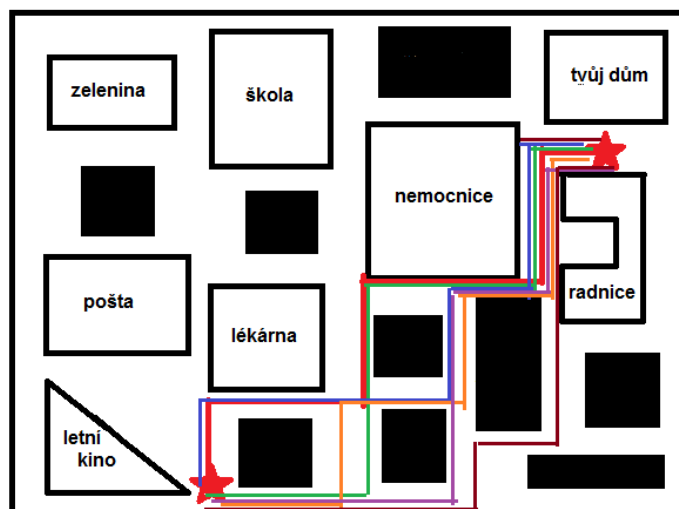 zelenina
škola
tvůj dům
nemocnice
pošta
lékárna
radnice
letní
kino